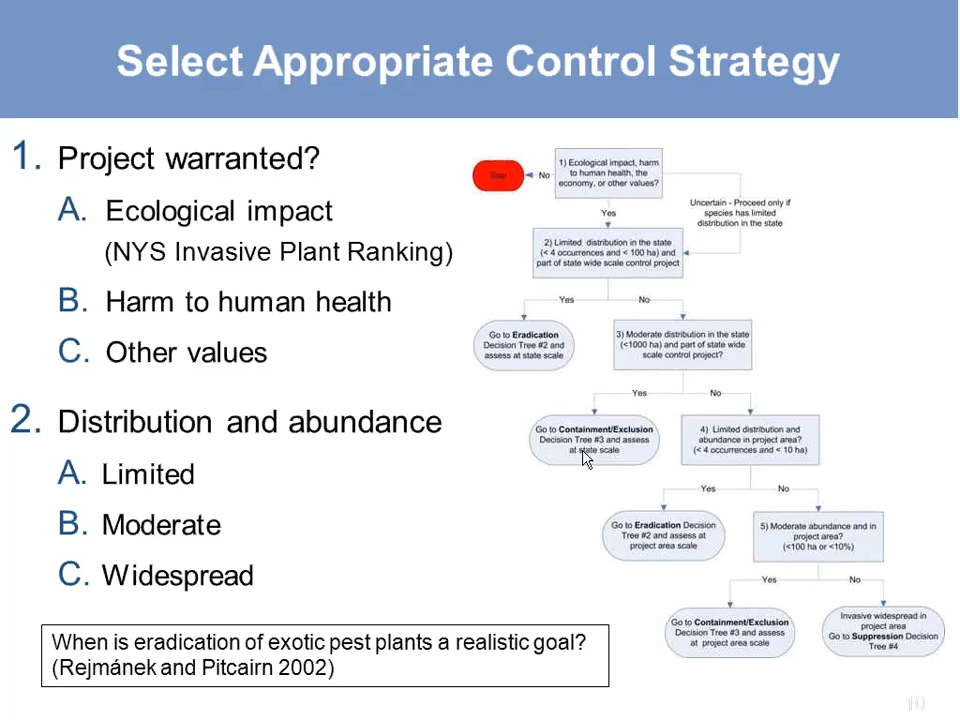 Select Appropriate Control Strategy
1. Project warranted?
A. Ecological impact
(NYS Invasive Plant Ranking)
B. Harm to human health
C. Other values
2. Distribution and abundance
A. Limited
B. Moderate
C. Widespread
When is eradication of exotic pest plants a realistic goal?
(Rejmánek and Pitcairn 2002)
Stop
No
1) Ecological impact, harm
to human health, the
economy, or other values?
Uncertain - Proceed only if
species has limited
distribution in the state
Yes
2) Limited distribution in the state
(< 4 occurrences and < 100 ha) and
part of state wide scale control project
Yes
No
Go to Eradication
Decision Tree #2 and
assess at state scale
3) Moderate distribution in the state
(<1000 ha) and part of state wide
scale control project?
Yes
No
Go to Containment/Exclusion
Decision Tree #3 and assess
at state scale
4) Limited distribution and
abundance in project area?
(< 4 occurrences and < 10 ha)
Yes
No
Go to Eradication Decision
Tree #2 and assess at
project area scale
5) Moderate abundance and in
project area?
(<100 ha or <10%)
Yes
No
Go to Containment/Exclusion
Decision Tree #3 and assess
at project area scale
Invasive widespread in
project area
Go to Suppression Decision
Tree #4
10